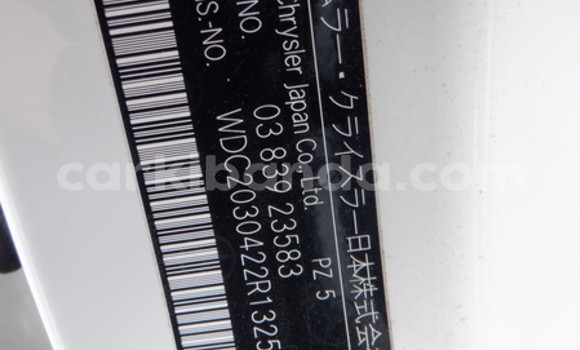 ムラー・クライスラー日本株式会
Chrysler Japan Co., Ltd. PZ 5
NO. 03 839 23583
S.-NO. WDC2030422R1325
carkibanda.com